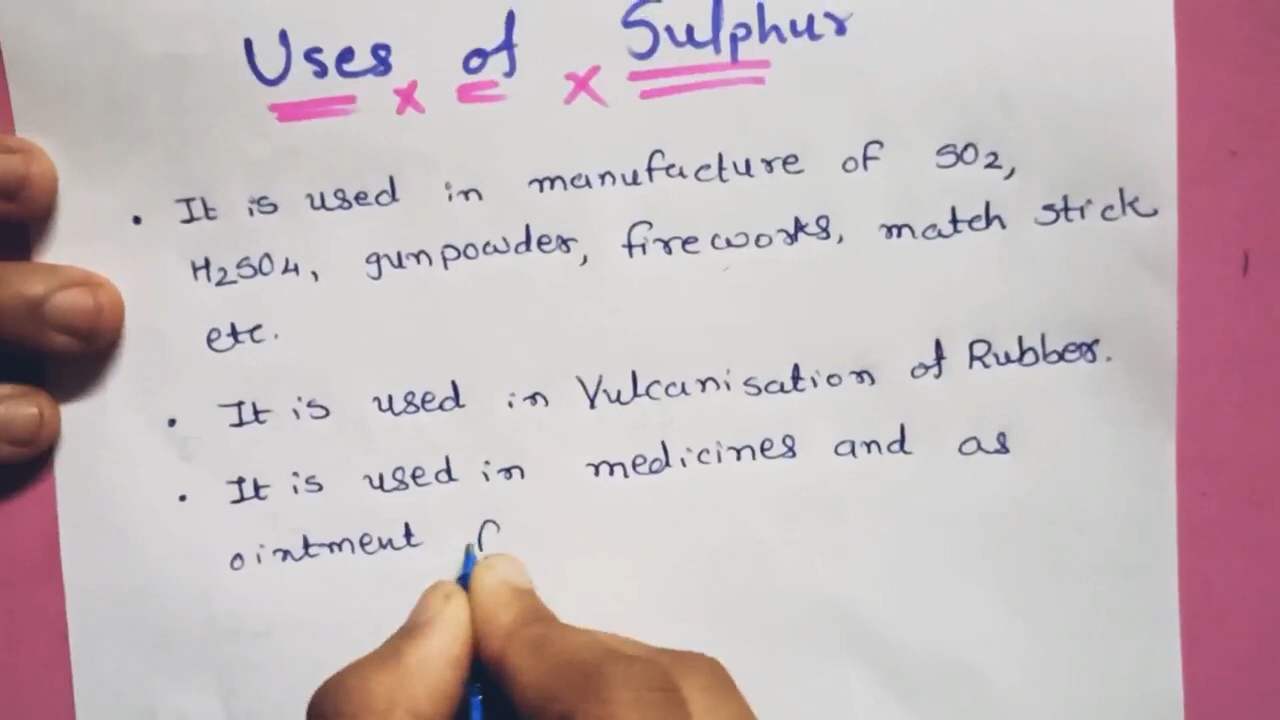 Uses of Sulphur
• It is used in manufacture of SO2,
H2SO4, gunpowder, fireworks, match stick
etc.
• It is used in Vulcanisation of Rubber.
• It is used in medicines and as
ointment